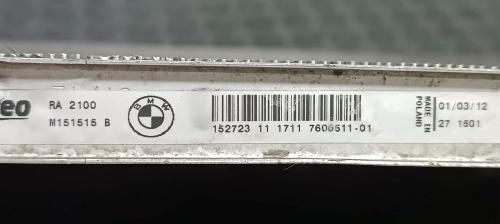 eo
RA 2100
M151515 B
BMW
152723 11 1711 7600511-01
MADE IN
POLAND
01/03/12
27 1501